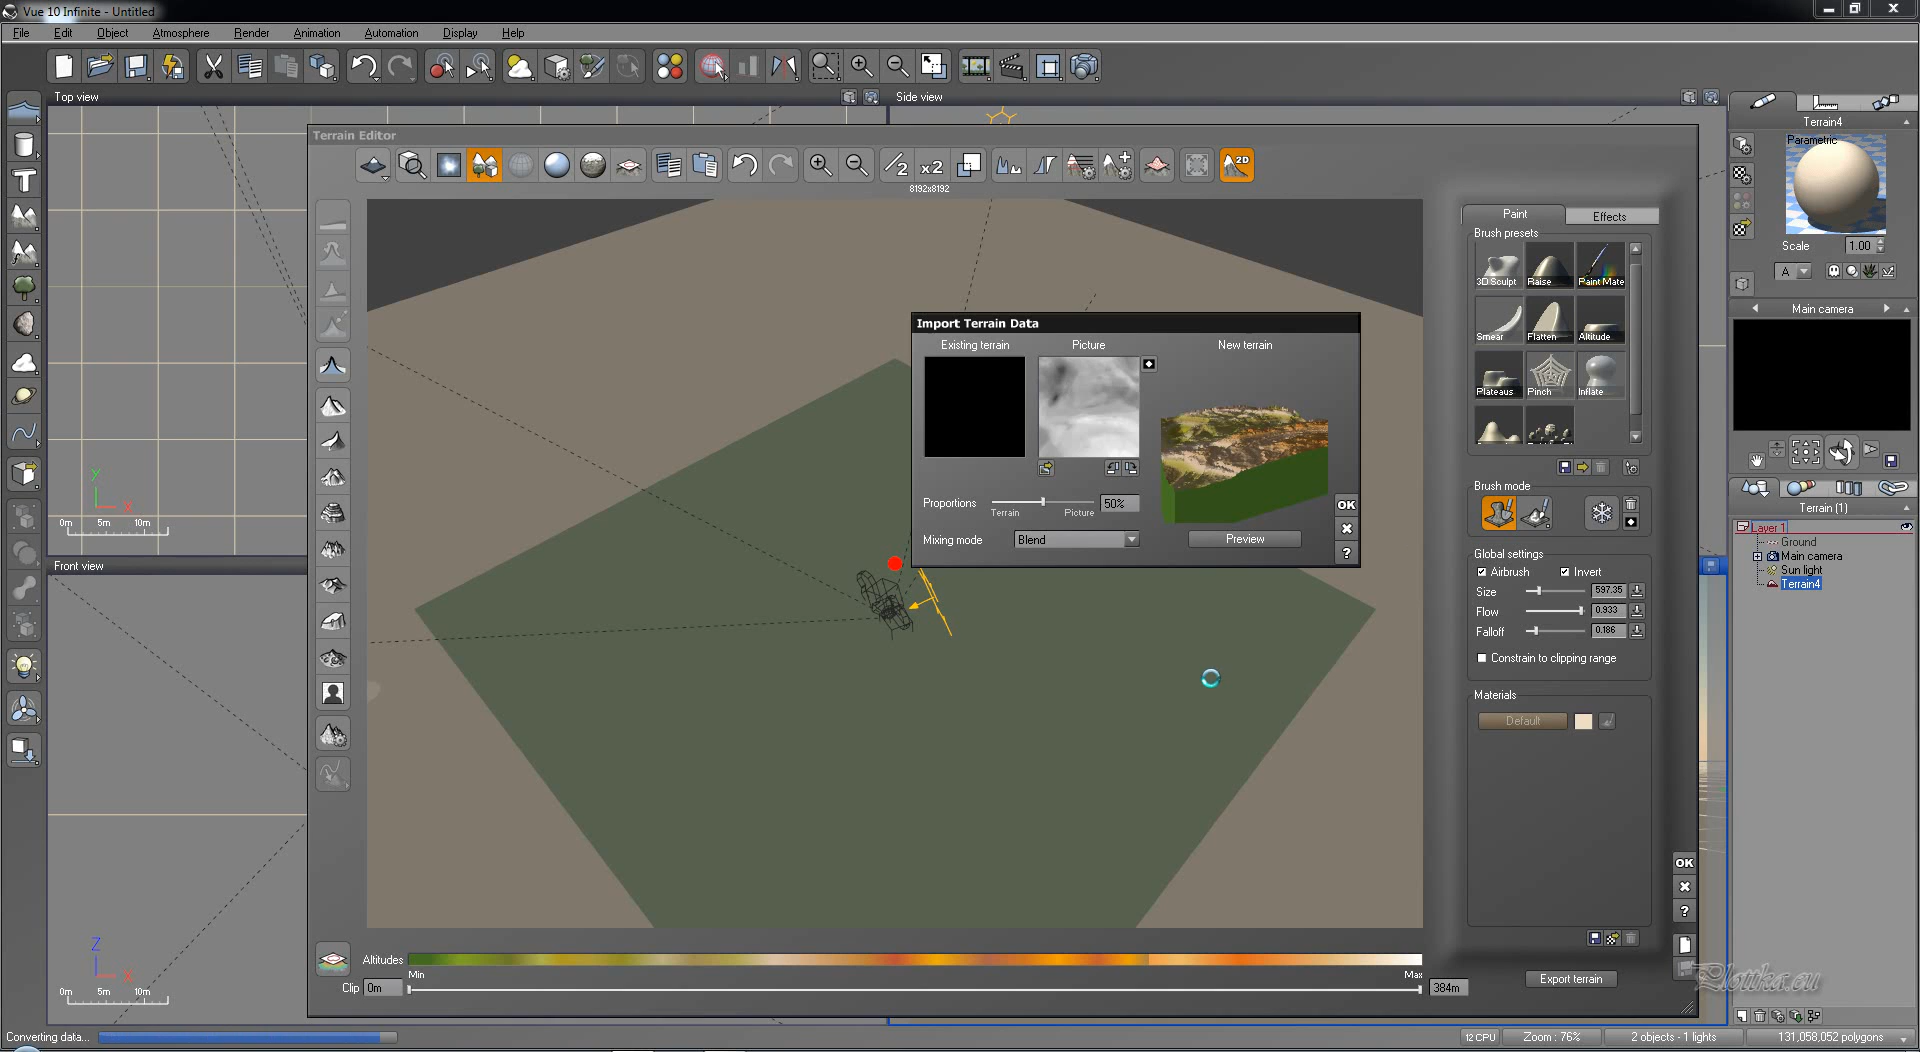 Vue 10 Infinite - Untitled
File Edit Object Atmosphere Render Animation Automation Display Help
Top view
Side view
Terrain Editor
/2 x2 2D
8192x8192
Terrain4
Parametric
Scale 1.00
A
Main camera
Paint Effects
Brush presets
3D Sculpt Raise Paint Mate
Smear Flatten Altitude
Plateaus Pinch Inflate
Import Terrain Data
Existing terrain Picture New terrain
Proportions 50%
Terrain Picture
Mixing mode Blend Preview
OK
?
Brush mode
Global settings
Airbrush Invert
Size 597.35
Flow 0.933
Falloff 0.186
Constrain to clipping range
Materials
Default
Terrain (1)
Layer 1
Ground
Main camera
Sun light
Terrain4
Y
X
0m 5m 10m
Front view
Z
X
0m 5m 10m
OK
?
Altitudes
Min Max
Clip 0m 384m
Export terrain
Plottka.eu
Converting data...
12 CPU Zoom : 76% 2 objects - 1 lights 131,058,052 polygons